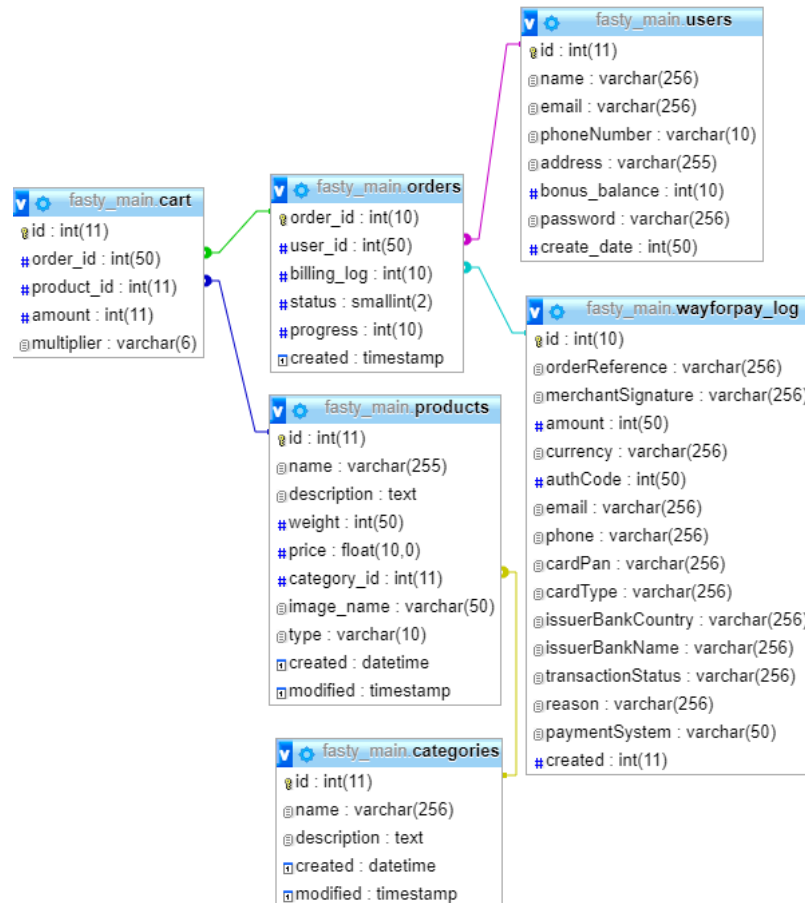 fasty_main.users
id : int(11)
name : varchar(256)
email : varchar(256)
phoneNumber : varchar(10)
address : varchar(255)
bonus_balance : int(10)
password : varchar(256)
create_date : int(50)
fasty_main.cart
id : int(11)
order_id : int(50)
product_id : int(11)
amount : int(11)
multiplier : varchar(6)
fasty_main.orders
order_id : int(10)
user_id : int(50)
billing_log : int(10)
status : smallint(2)
progress : int(10)
created : timestamp
fasty_main.wayforpay_log
id : int(10)
orderReference : varchar(256)
merchantSignature : varchar(256)
amount : int(50)
currency : varchar(256)
authCode : int(50)
email : varchar(256)
phone : varchar(256)
cardPan : varchar(256)
cardType : varchar(256)
issuerBankCountry : varchar(256)
issuerBankName : varchar(256)
transactionStatus : varchar(256)
reason : varchar(256)
paymentSystem : varchar(50)
created : int(11)
fasty_main.products
id : int(11)
name : varchar(255)
description : text
weight : int(50)
price : float(10,0)
category_id : int(11)
image_name : varchar(50)
type : varchar(10)
created : datetime
modified : timestamp
fasty_main.categories
id : int(11)
name : varchar(256)
description : text
created : datetime
modified : timestamp